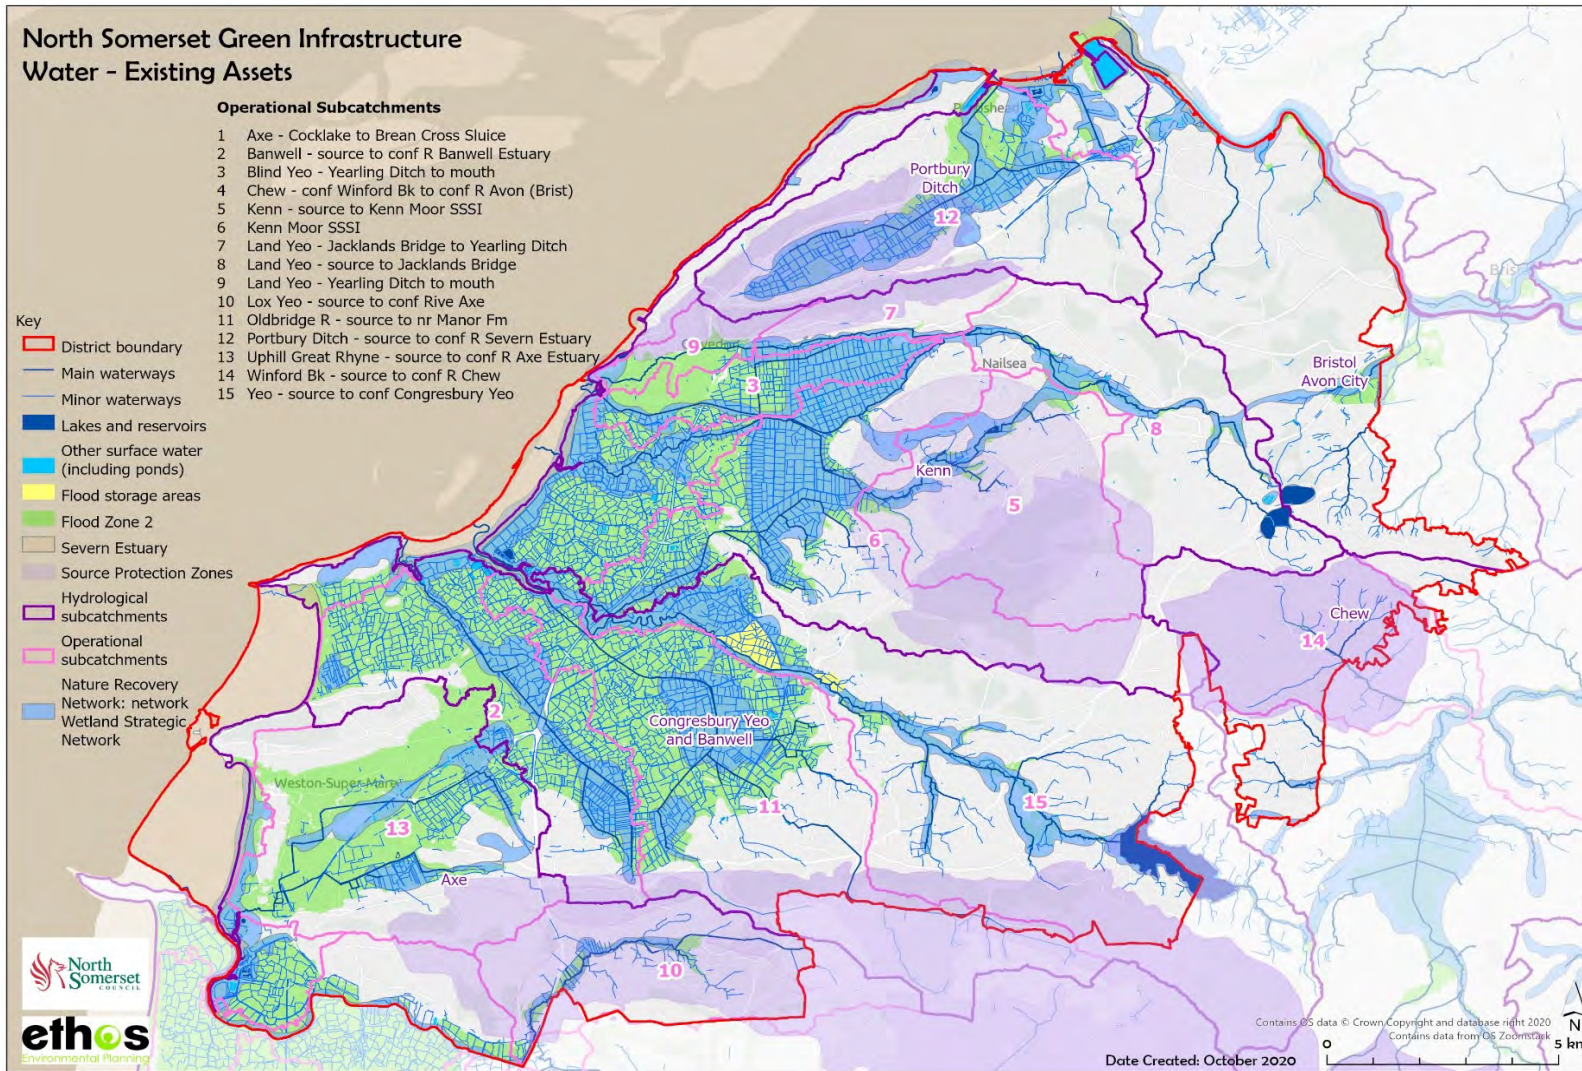 North Somerset Green Infrastructure
Water - Existing Assets
Operational Subcatchments
1 Axe - Cocklake to Brean Cross Sluice
2 Banwell - source to conf R Banwell Estuary
3 Blind Yeo - Yearling Ditch to mouth
4 Chew - conf Winford Bk to conf R Avon (Brist)
5 Kenn - source to Kenn Moor SSSI
6 Kenn Moor SSSI
7 Land Yeo - Jacklands Bridge to Yearling Ditch
8 Land Yeo - source to Jacklands Bridge
9 Land Yeo - Yearling Ditch to mouth
10 Lox Yeo - source to conf Rive Axe
11 Oldbridge R - source to nr Manor Fm
12 Portbury Ditch - source to conf R Severn Estuary
13 Uphill Great Rhyne - source to conf R Axe Estuary
14 Winford Bk - source to conf R Chew
15 Yeo - source to conf Congresbury Yeo
Key
District boundary
Main waterways
Minor waterways
Lakes and reservoirs
Other surface water
(including ponds)
Flood storage areas
Flood Zone 2
Severn Estuary
Source Protection Zones
Hydrological
subcatchments
Operational
subcatchments
Nature Recovery
Network: network
Wetland Strategic
Network
Portbury
Ditch
12
7
9
3
Nailsea
Bristol
Avon City
8
Kenn
5
6
Chew
14
2
Congresbury Yeo
and Banwell
Weston-Super-Mare
13
11
15
Axe
10
North
Somerset
COUNCIL
ethos
Environmental Planning
Contains OS data © Crown Copyright and database right 2020
Contains data from OS Zoomstack
Date Created: October 2020
0
5 km
N